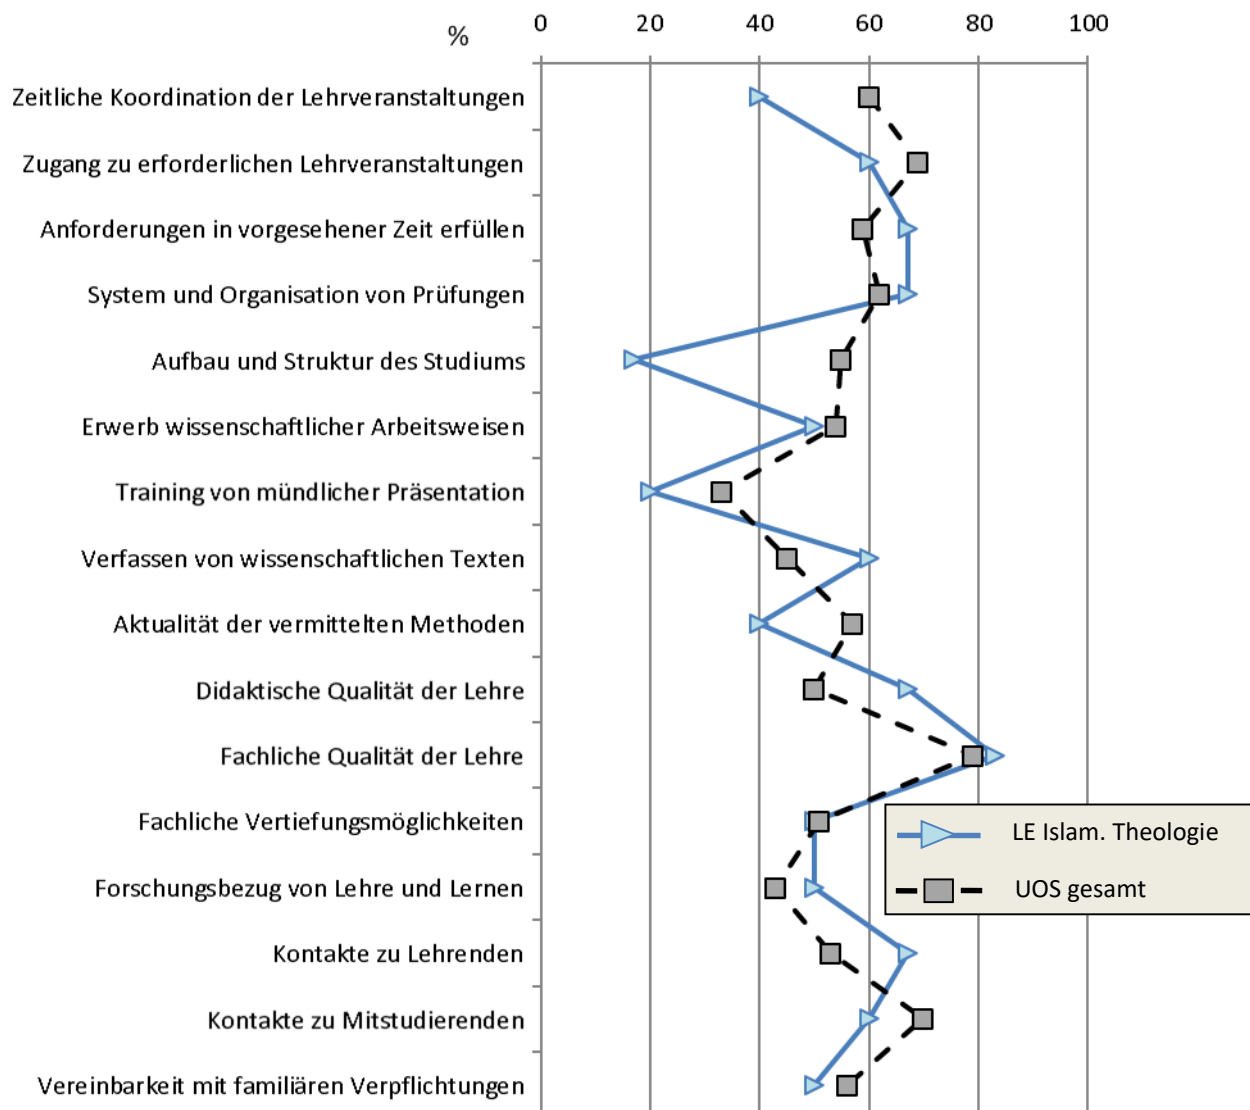 % 0 20 40 60 80 100
Zeitliche Koordination der Lehrveranstaltungen
Zugang zu erforderlichen Lehrveranstaltungen
Anforderungen in vorgesehener Zeit erfüllen
System und Organisation von Prüfungen
Aufbau und Struktur des Studiums
Erwerb wissenschaftlicher Arbeitsweisen
Training von mündlicher Präsentation
Verfassen von wissenschaftlichen Texten
Aktualität der vermittelten Methoden
Didaktische Qualität der Lehre
Fachliche Qualität der Lehre
Fachliche Vertiefungsmöglichkeiten
Forschungsbezug von Lehre und Lernen
Kontakte zu Lehrenden
Kontakte zu Mitstudierenden
Vereinbarkeit mit familiären Verpflichtungen
LE Islam. Theologie
UOS gesamt